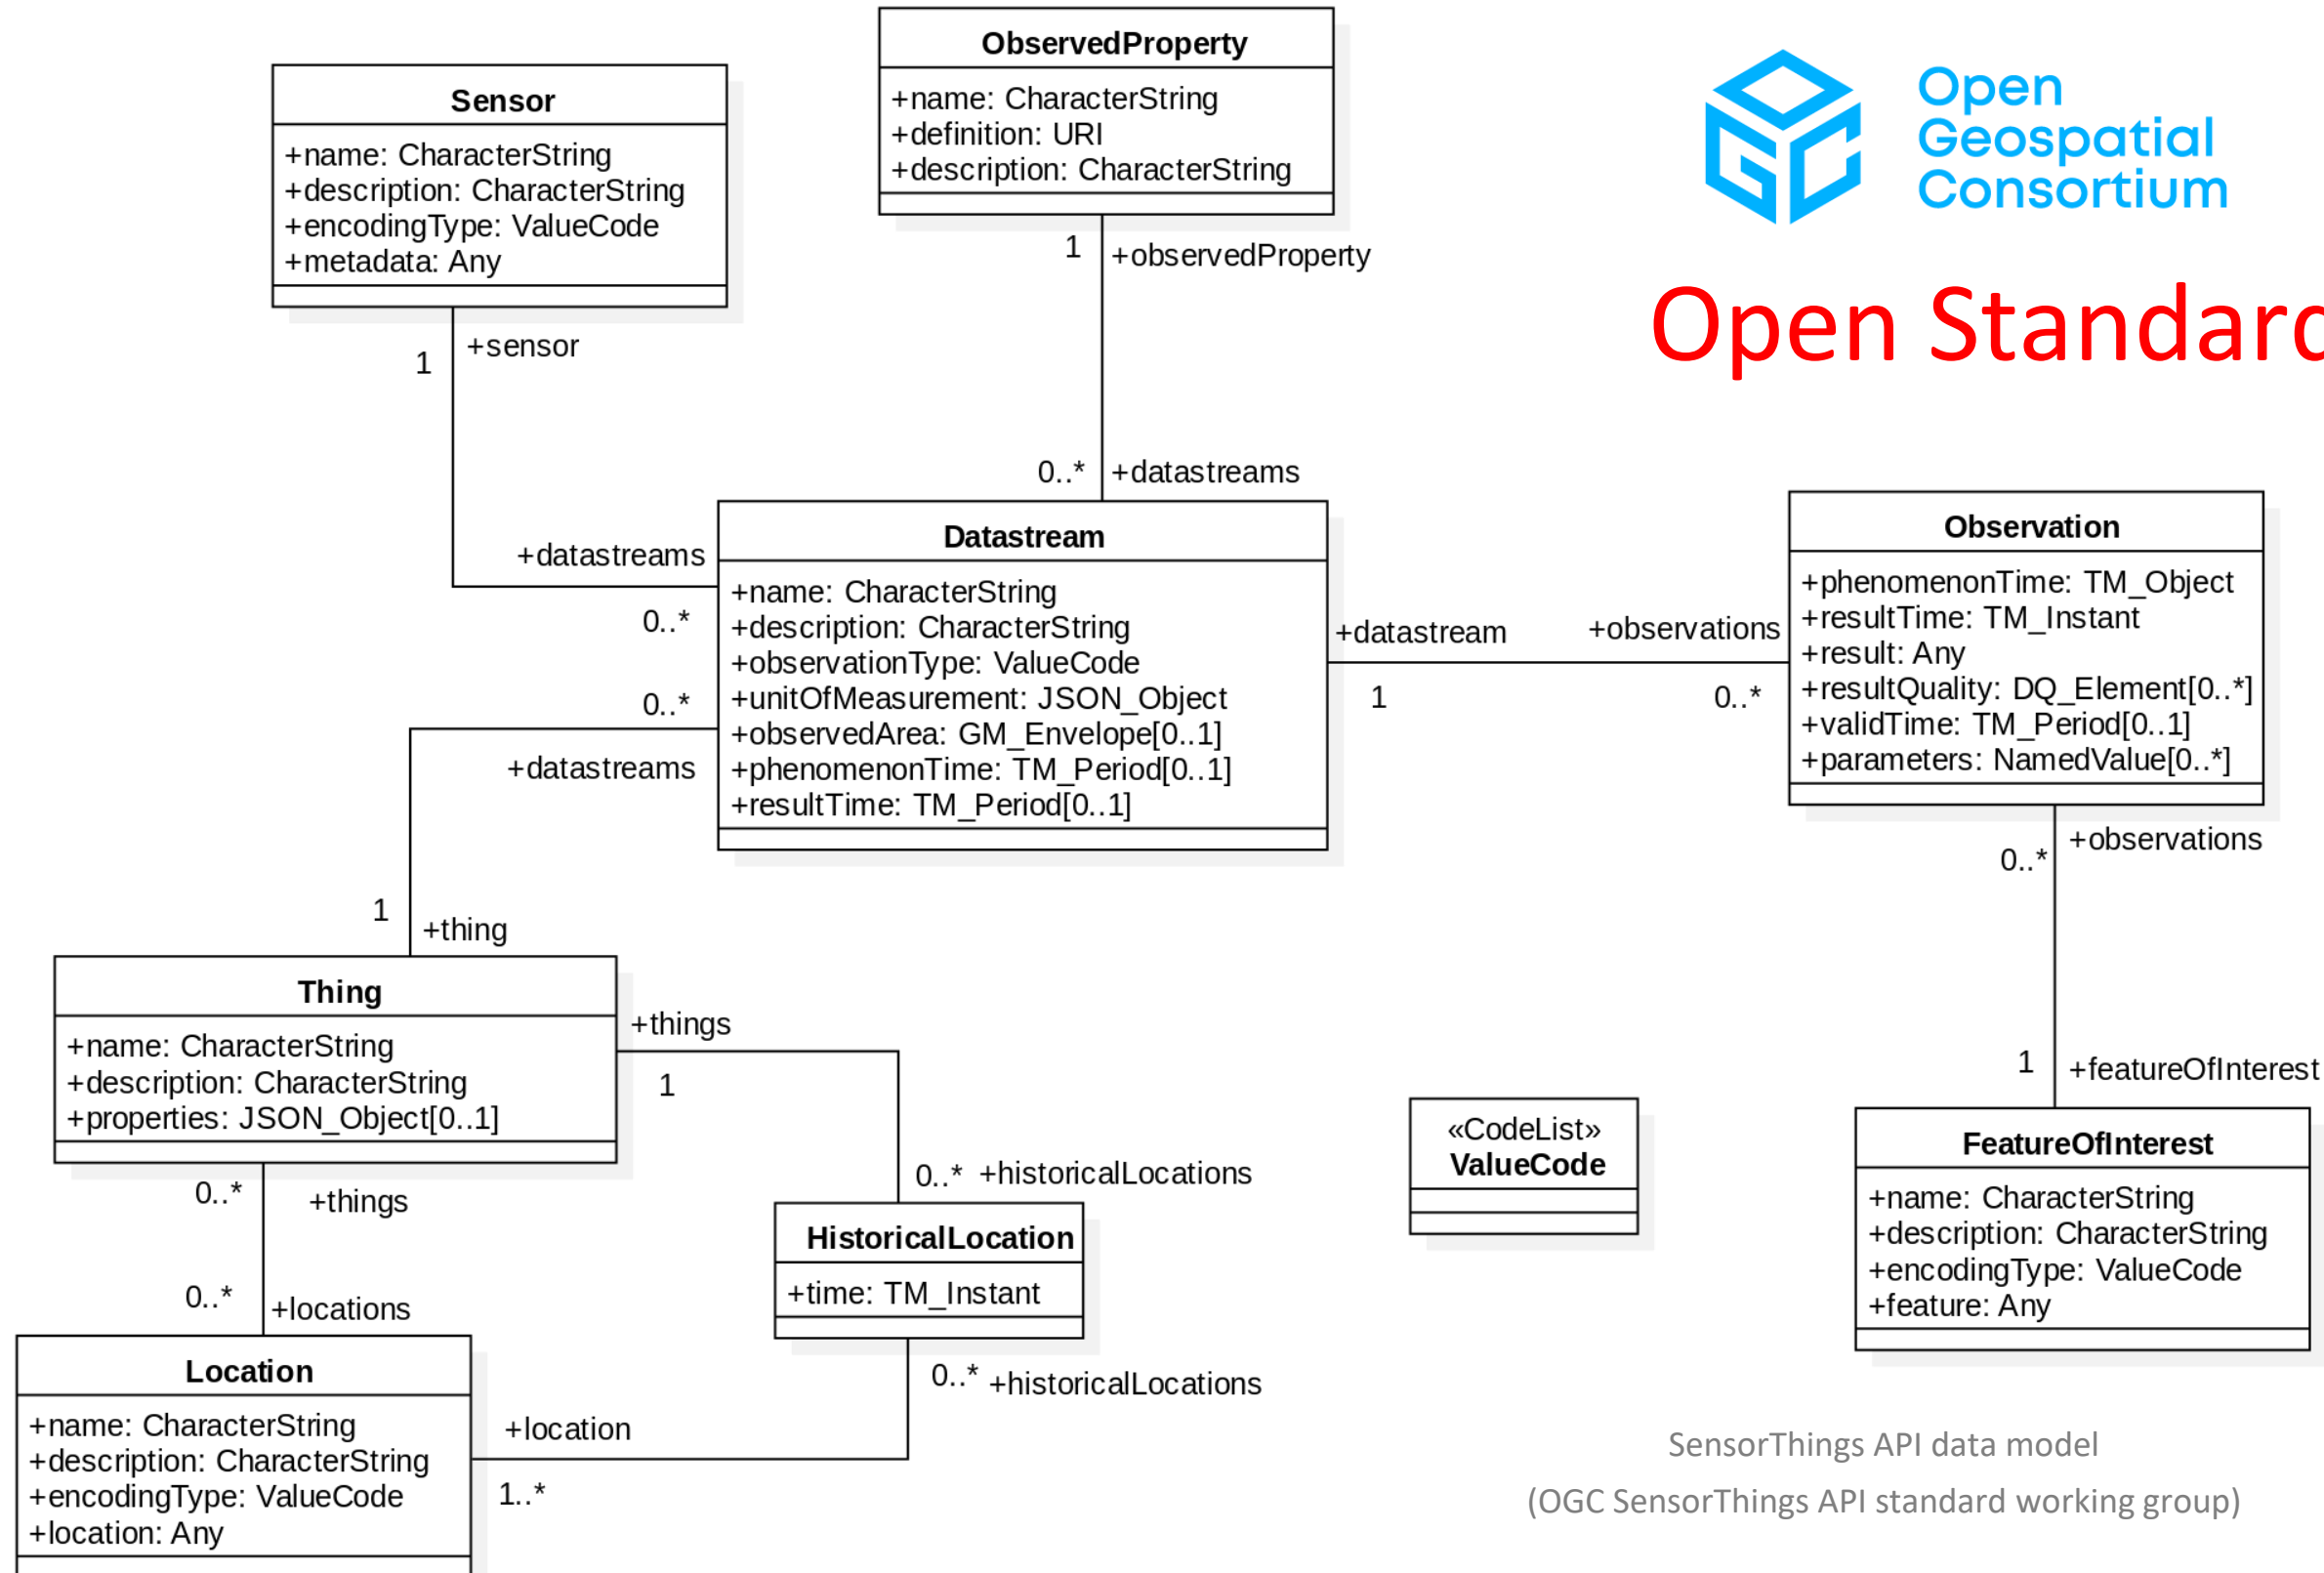 ObservedProperty
+name: CharacterString
+definition: URI
+description: CharacterString
Sensor
+name: CharacterString
+description: CharacterString
+encodingType: ValueCode
+metadata: Any
Open
Geospatial
Consortium
Open Standard
1
+observedProperty
1
+sensor
0..*
+datastreams
+datastreams
0..*
Datastream
+name: CharacterString
+description: CharacterString
+observationType: ValueCode
+unitOfMeasurement: JSON_Object
+observedArea: GM_Envelope[0..1]
+phenomenonTime: TM_Period[0..1]
+resultTime: TM_Period[0..1]
+datastream
1
+observations
0..*
Observation
+phenomenonTime: TM_Object
+resultTime: TM_Instant
+result: Any
+resultQuality: DQ_Element[0..*]
+validTime: TM_Period[0..1]
+parameters: NamedValue[0..*]
0..*
+datastreams
1
+thing
+observations
0..*
1
+featureOfInterest
Thing
+name: CharacterString
+description: CharacterString
+properties: JSON_Object[0..1]
+things
1
0..* +historicalLocations
HistoricalLocation
+time: TM_Instant
0..* +historicalLocations
«CodeList»
ValueCode
FeatureOfInterest
+name: CharacterString
+description: CharacterString
+encodingType: ValueCode
+feature: Any
0..*
+things
0..*
+locations
Location
+name: CharacterString
+description: CharacterString
+encodingType: ValueCode
+location: Any
+location
1..*
SensorThings API data model
(OGC SensorThings API standard working group)